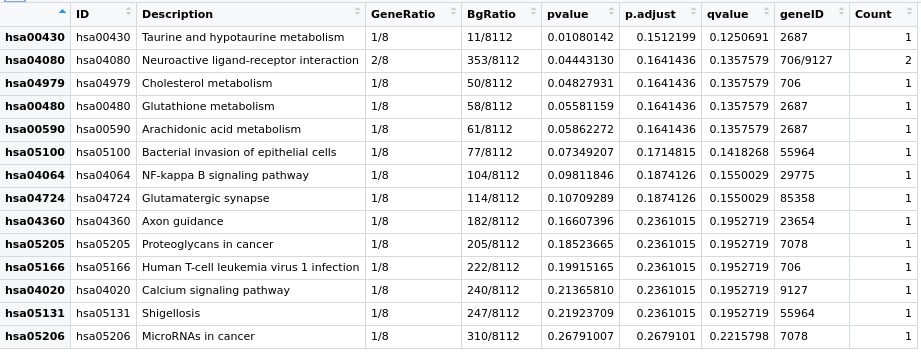 ID Description GeneRatio BgRatio pvalue p.adjust qvalue geneID Count
hsa00430 hsa00430 Taurine and hypotaurine metabolism 1/8 11/8112 0.01080142 0.1512199 0.1250691 2687 1
hsa04080 hsa04080 Neuroactive ligand-receptor interaction 2/8 353/8112 0.04443130 0.1641436 0.1357579 706/9127 2
hsa04979 hsa04979 Cholesterol metabolism 1/8 50/8112 0.04827931 0.1641436 0.1357579 706 1
hsa00480 hsa00480 Glutathione metabolism 1/8 58/8112 0.05581159 0.1641436 0.1357579 2687 1
hsa00590 hsa00590 Arachidonic acid metabolism 1/8 61/8112 0.05862272 0.1641436 0.1357579 2687 1
hsa05100 hsa05100 Bacterial invasion of epithelial cells 1/8 77/8112 0.07349207 0.1714815 0.1418268 55964 1
hsa04064 hsa04064 NF-kappa B signaling pathway 1/8 104/8112 0.09811846 0.1874126 0.1550029 29775 1
hsa04724 hsa04724 Glutamatergic synapse 1/8 114/8112 0.10709289 0.1874126 0.1550029 85358 1
hsa04360 hsa04360 Axon guidance 1/8 182/8112 0.16607396 0.2361015 0.1952719 23654 1
hsa05205 hsa05205 Proteoglycans in cancer 1/8 205/8112 0.18523665 0.2361015 0.1952719 7078 1
hsa05166 hsa05166 Human T-cell leukemia virus 1 infection 1/8 222/8112 0.19915165 0.2361015 0.1952719 706 1
hsa04020 hsa04020 Calcium signaling pathway 1/8 240/8112 0.21365810 0.2361015 0.1952719 9127 1
hsa05131 hsa05131 Shigellosis 1/8 247/8112 0.21923709 0.2361015 0.1952719 55964 1
hsa05206 hsa05206 MicroRNAs in cancer 1/8 310/8112 0.26791007 0.2679101 0.2215798 7078 1